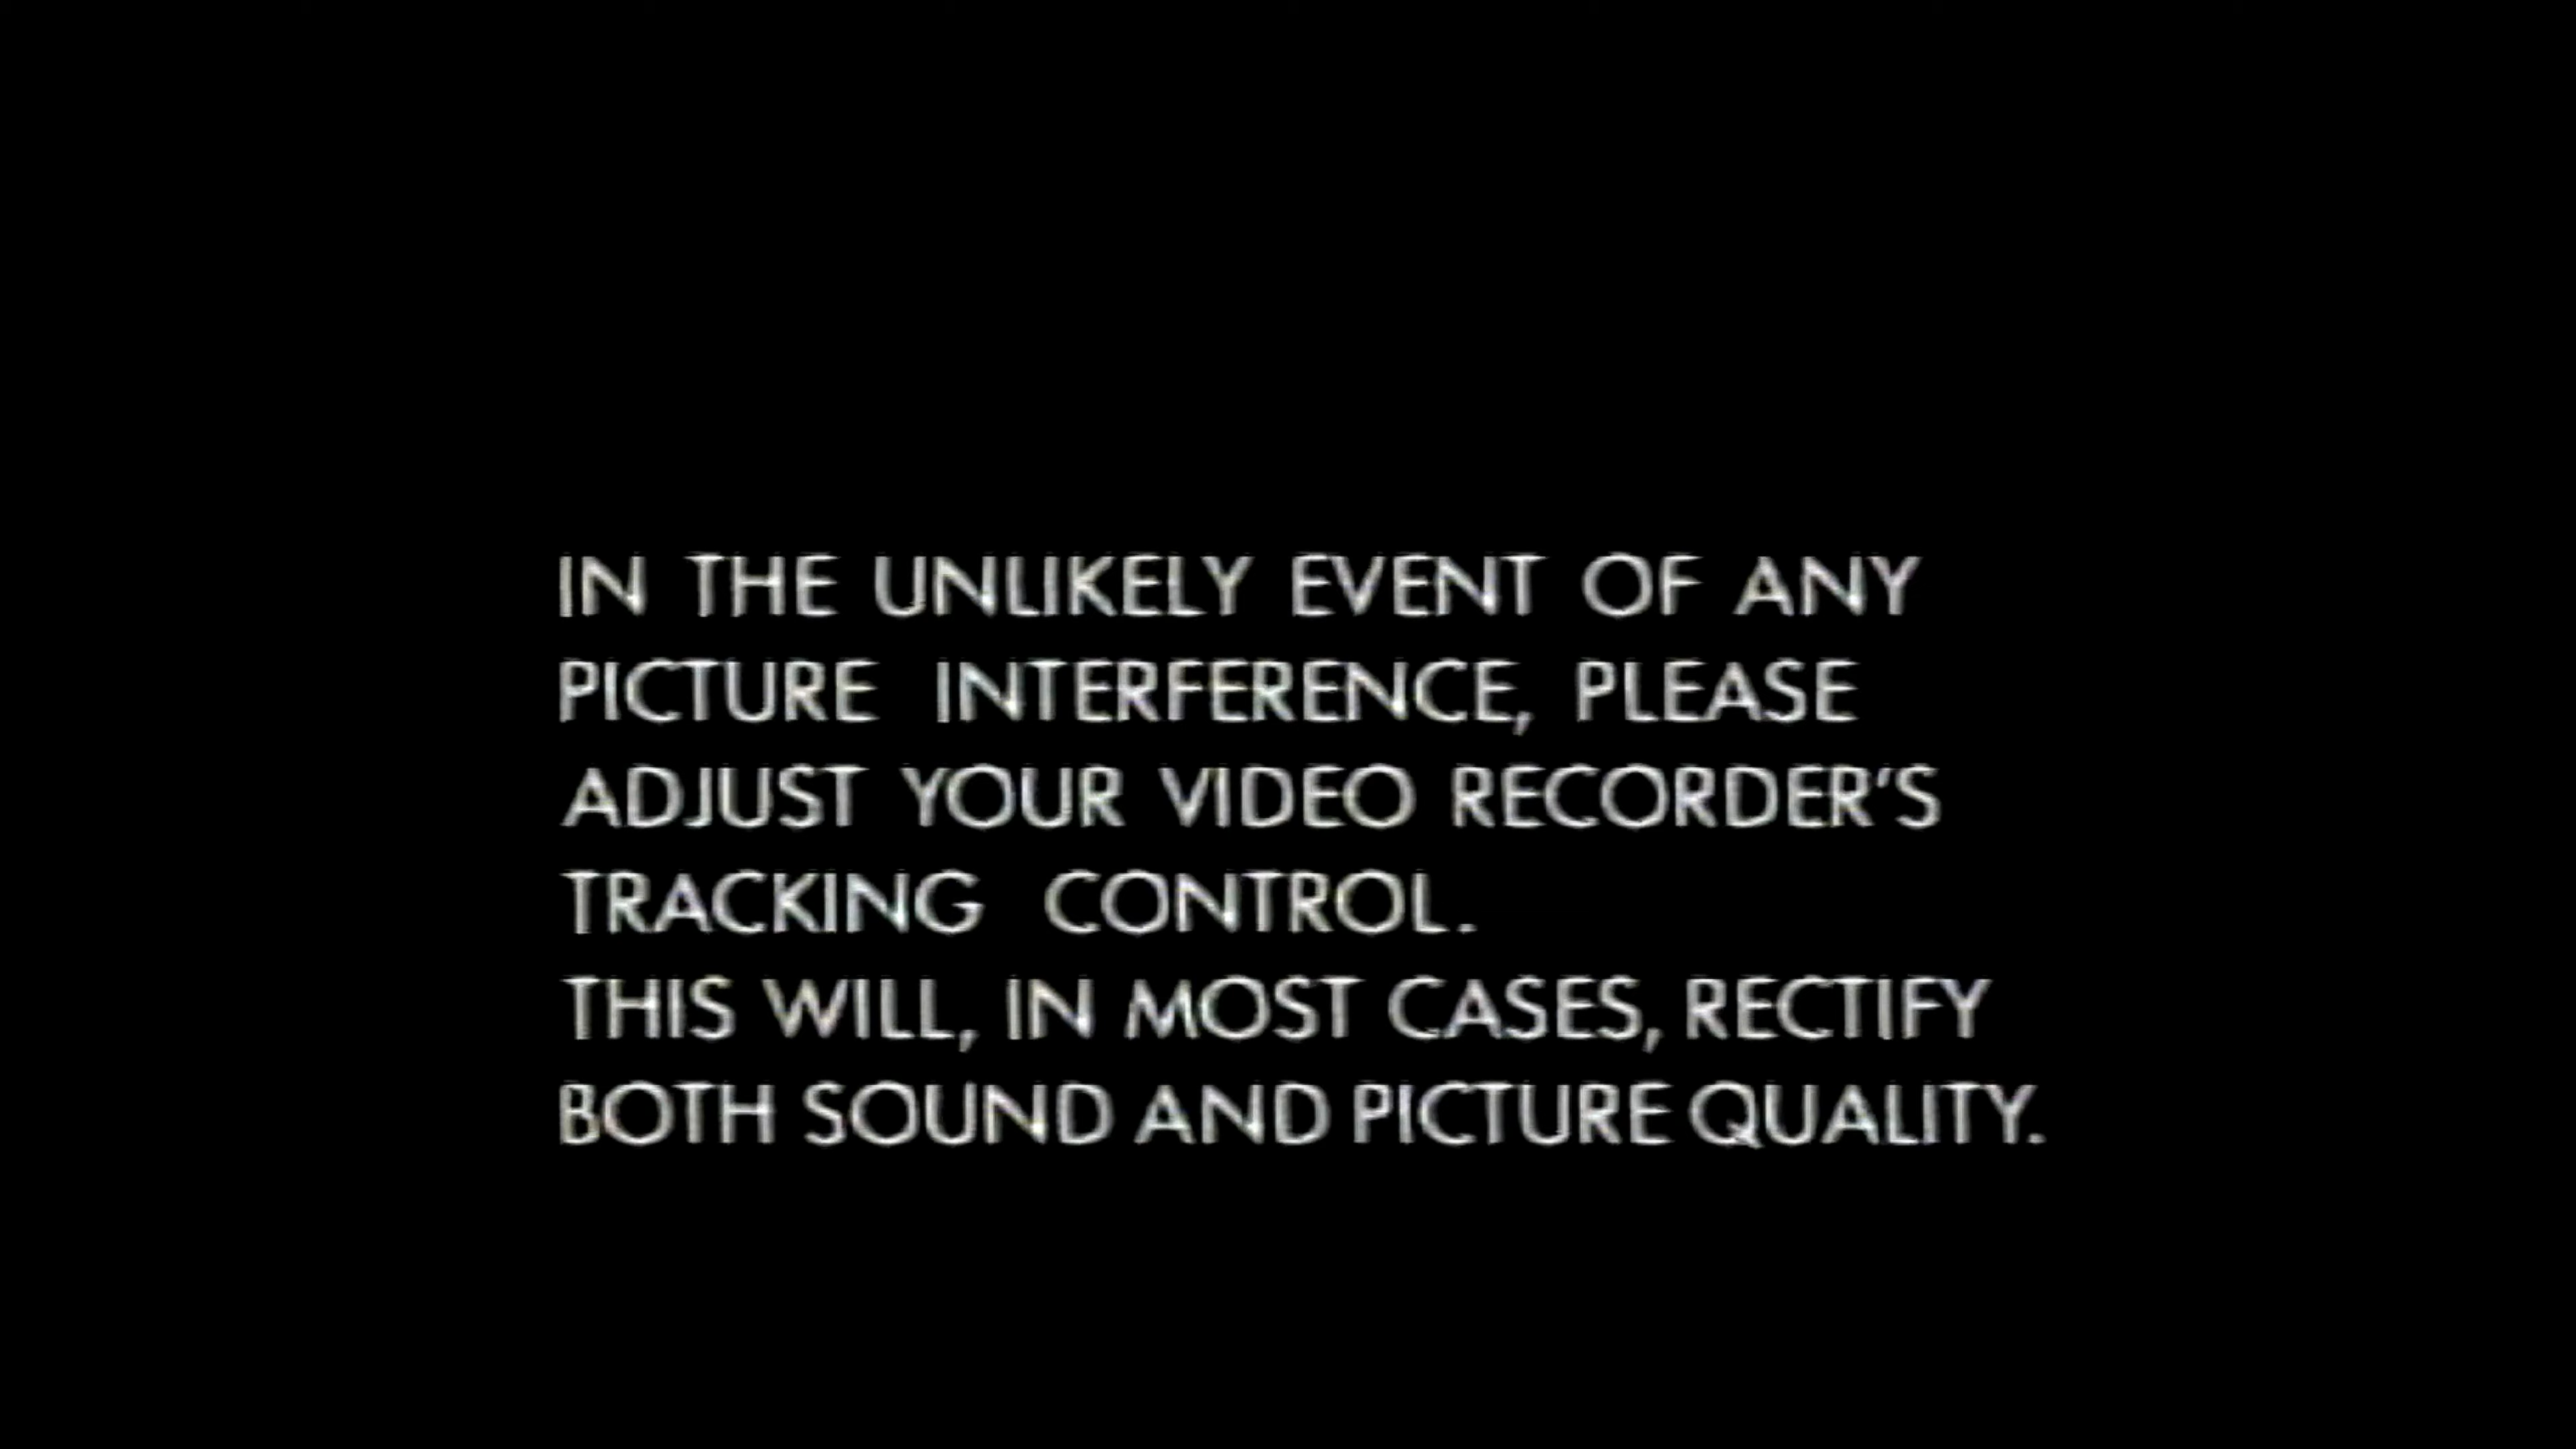 IN THE UNLIKELY EVENT OF ANY
PICTURE INTERFERENCE, PLEASE
ADJUST YOUR VIDEO RECORDER'S
TRACKING CONTROL.
THIS WILL, IN MOST CASES, RECTIFY
BOTH SOUND AND PICTURE QUALITY.